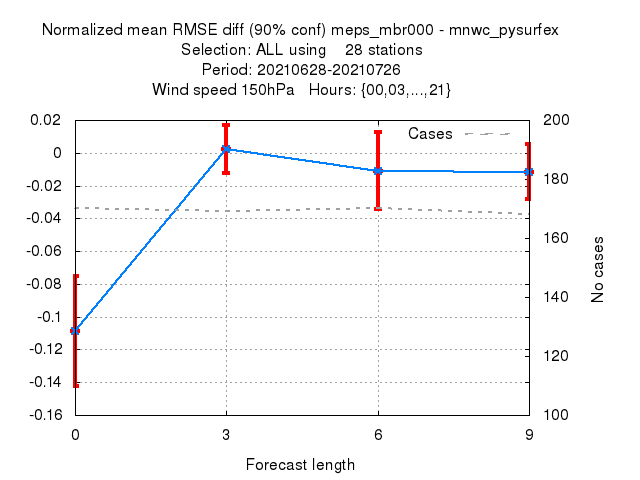 Normalized mean RMSE diff (90% conf) meps_mbr000 - mnwc_pysurfex
Selection: ALL using 28 stations
Period: 20210628-20210726
Wind speed 150hPa Hours: {00,03,...,21}
0.02
0
-0.02
-0.04
-0.06
-0.08
-0.1
-0.12
-0.14
-0.16
Cases
200
180
160
140
120
100
No cases
0 3 6 9
Forecast length